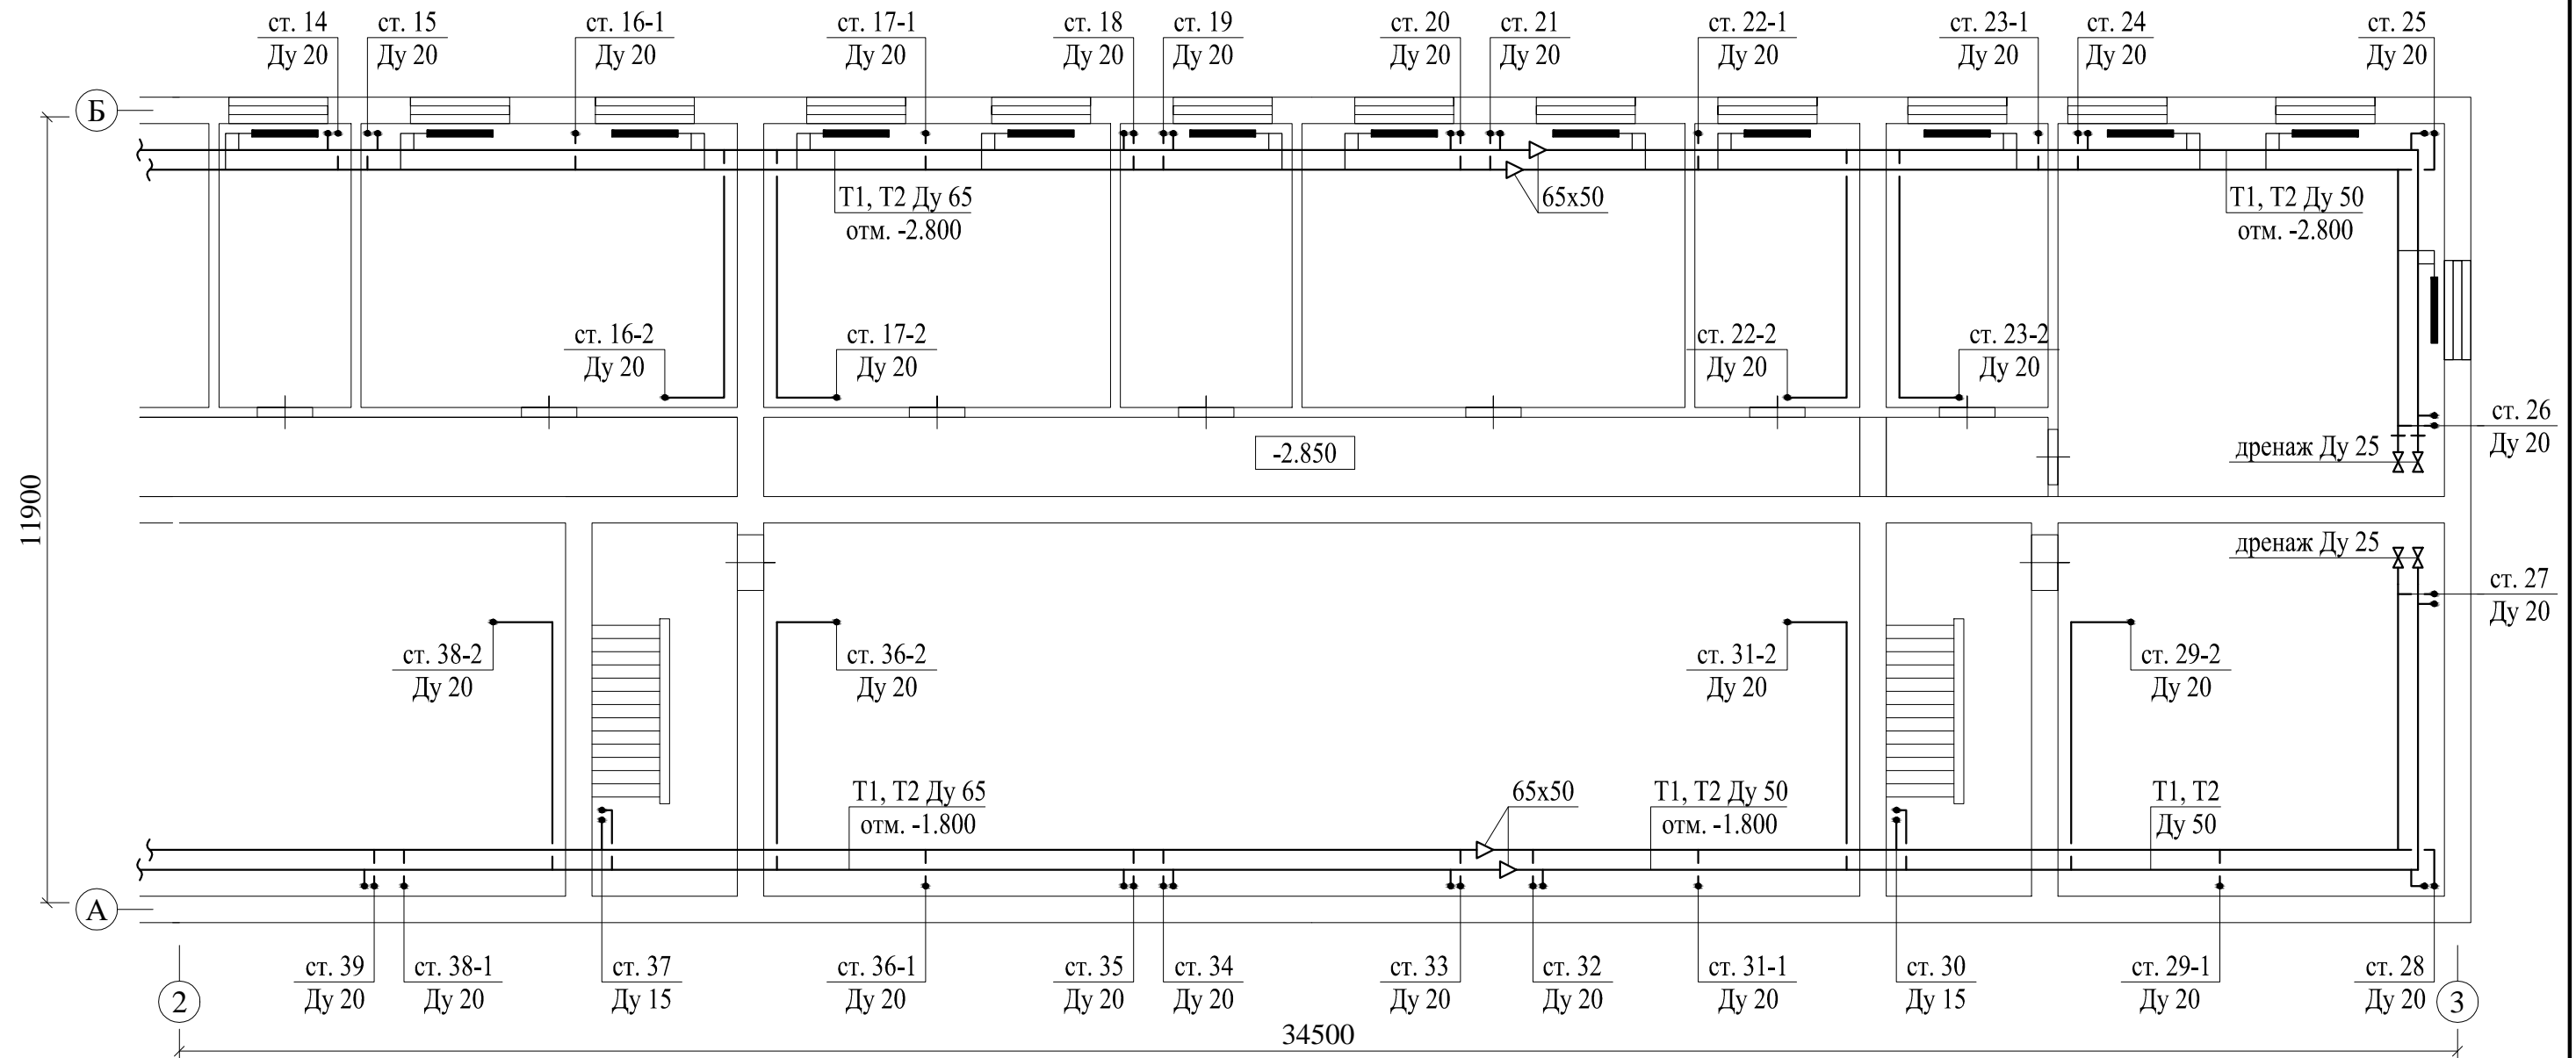 ст. 14
Ду 20
ст. 15
Ду 20
ст. 16-1
Ду 20
ст. 17-1
Ду 20
ст. 18
Ду 20
ст. 19
Ду 20
ст. 20
Ду 20
ст. 21
Ду 20
ст. 22-1
Ду 20
ст. 23-1
Ду 20
ст. 24
Ду 20
ст. 25
Ду 20
Б
Т1, Т2 Ду 65
отм. -2.800
65х50
Т1, Т2 Ду 50
отм. -2.800
ст. 16-2
Ду 20
ст. 17-2
Ду 20
ст. 22-2
Ду 20
ст. 23-2
Ду 20
ст. 26
Ду 20
дренаж Ду 25
-2.850
11900
дренаж Ду 25
ст. 27
Ду 20
ст. 38-2
Ду 20
ст. 36-2
Ду 20
ст. 31-2
Ду 20
ст. 29-2
Ду 20
Т1, Т2 Ду 65
отм. -1.800
65х50
Т1, Т2 Ду 50
отм. -1.800
Т1, Т2
Ду 50
А
ст. 39
Ду 20
ст. 38-1
Ду 20
ст. 37
Ду 15
ст. 36-1
Ду 20
ст. 35
Ду 20
ст. 34
Ду 20
ст. 33
Ду 20
ст. 32
Ду 20
ст. 31-1
Ду 20
ст. 30
Ду 15
ст. 29-1
Ду 20
ст. 28
Ду 20
2
3
34500